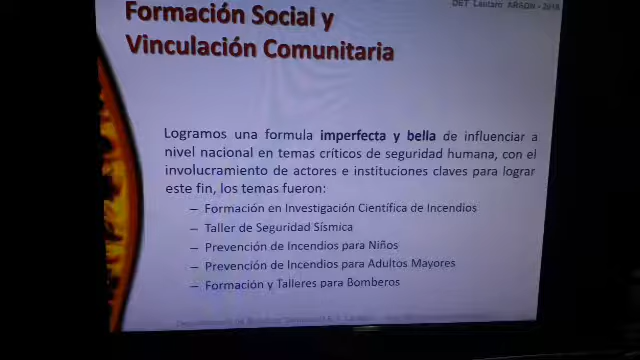 Formación Social y
Vinculación Comunitaria
Logramos una formula imperfecta y bella de influenciar a
nivel nacional en temas críticos de seguridad humana, con el
involucramiento de actores e instituciones claves para lograr
este fin, los temas fueron:
– Formación en Investigación Científica de Incendios
– Taller de Seguridad Sísmica
– Prevención de Incendios para Niños
– Prevención de Incendios para Adultos Mayores
– Formación y Talleres para Bomberos